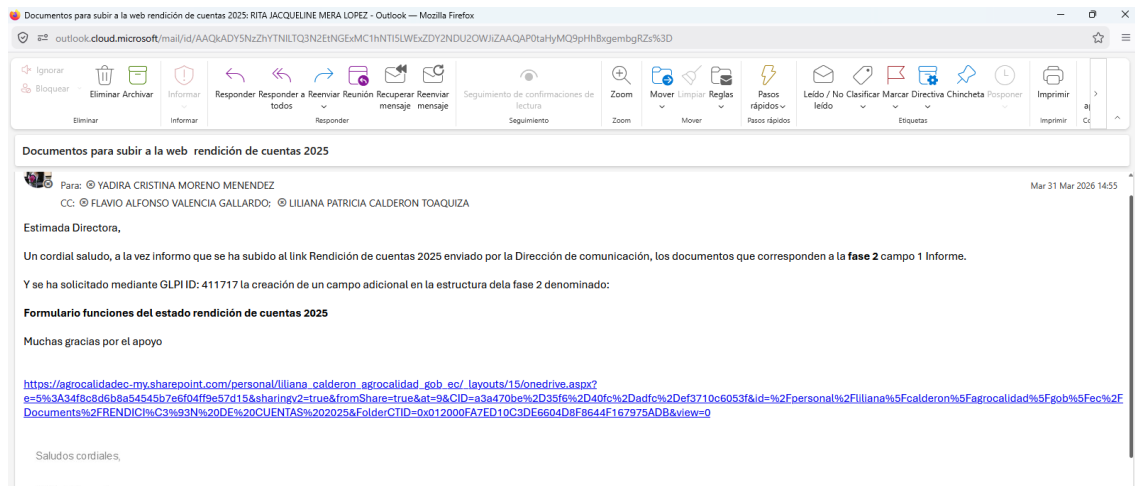 Documentos para subir a la web rendición de cuentas 2025: RITA JACQUELINE MERA LOPEZ - Outlook — Mozilla Firefox
outlook.cloud.microsoft/mail/id/AAQkADY5NzZhYTNlLTQ3N2EtNGExMC1hNTI5LWExZDY2NDU2OWJiZAAQAP0taHyMQ9pHhBxgembgRZs%3D
Ignorar
Bloquear
Eliminar Archivar
Eliminar
Informar
Informar
Responder Responder a todos Reenviar Reunión Recuperar mensaje Reenviar mensaje
Responder
Seguimiento de confirmaciones de lectura
Seguimiento
Zoom
Zoom
Mover Limpiar Reglas
Mover
Pasos rápidos
Pasos rápidos
Leído / No leído Clasificar Marcar Directiva Chincheta Posponer
Etiquetas
Imprimir
Imprimir
Documentos para subir a la web rendición de cuentas 2025
Para: YADIRA CRISTINA MORENO MENENDEZ
Mar 31 Mar 2026 14:55
CC: FLAVIO ALFONSO VALENCIA GALLARDO; LILIANA PATRICIA CALDERON TOAQUIZA
Estimada Directora,
Un cordial saludo, a la vez informo que se ha subido al link Rendición de cuentas 2025 enviado por la Dirección de comunicación, los documentos que corresponden a la fase 2 campo 1 Informe.
Y se ha solicitado mediante GLPI ID: 411717 la creación de un campo adicional en la estructura dela fase 2 denominado:
Formulario funciones del estado rendición de cuentas 2025
Muchas gracias por el apoyo
https://agrocalidadec-my.sharepoint.com/personal/liliana_calderon_agrocalidad_gob_ec/_layouts/15/onedrive.aspx?
e=5%3A34f8c8d6b8a54545b7e6f04ff9e57d15&sharingv2=true&fromShare=true&at=9&CID=a3a470be%2D35f6%2D40fc%2Dadfc%2Def3710c6053f&id=%2Fpersonal%2Fliliana%5Fcalderon%5Fagrocalidad%5Fgob%5Fec%2F
Documents%2FRENDICI%C3%93N%20DE%20CUENTAS%202025&FolderCTID=0x012000FA7ED10C3DE6604D8F8644F167975ADB&view=0
Saludos cordiales,